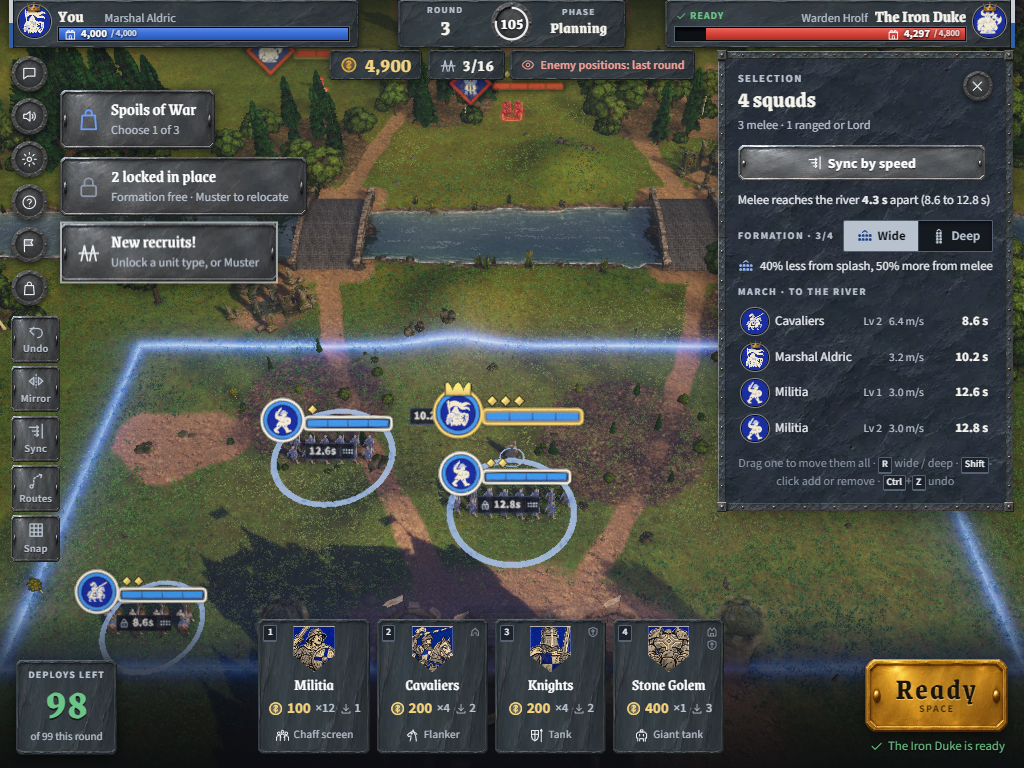 You Marshal Aldric
4,000 / 4,000
ROUND
3
105
PHASE
Planning
READY
Warden Hrolf The Iron Duke
4,297 / 4,800
4,900
3/16
Enemy positions: last round
Spoils of War
Choose 1 of 3
2 locked in place
Formation free · Muster to relocate
New recruits!
Unlock a unit type, or Muster
Undo
Mirror
Sync
Routes
Snap
SELECTION
4 squads
3 melee · 1 ranged or Lord
Sync by speed
Melee reaches the river 4.3 s apart (8.6 to 12.8 s)
FORMATION · 3/4
Wide
Deep
40% less from splash, 50% more from melee
MARCH · TO THE RIVER
Cavaliers Lv 2 6.4 m/s 8.6 s
Marshal Aldric 3.2 m/s 10.2 s
Militia Lv 1 3.0 m/s 12.6 s
Militia Lv 2 3.0 m/s 12.8 s
Drag one to move them all · R wide / deep · Shift
click add or remove · Ctrl + Z undo
10.2
12.6s
12.8s
8.6s
DEPLOYS LEFT
98
of 99 this round
1
Militia
100 ×12 1
Chaff screen
2
Cavaliers
200 ×4 2
Flanker
3
Knights
200 ×4 2
Tank
4
Stone Golem
400 ×1 3
Giant tank
Ready
SPACE
The Iron Duke is ready